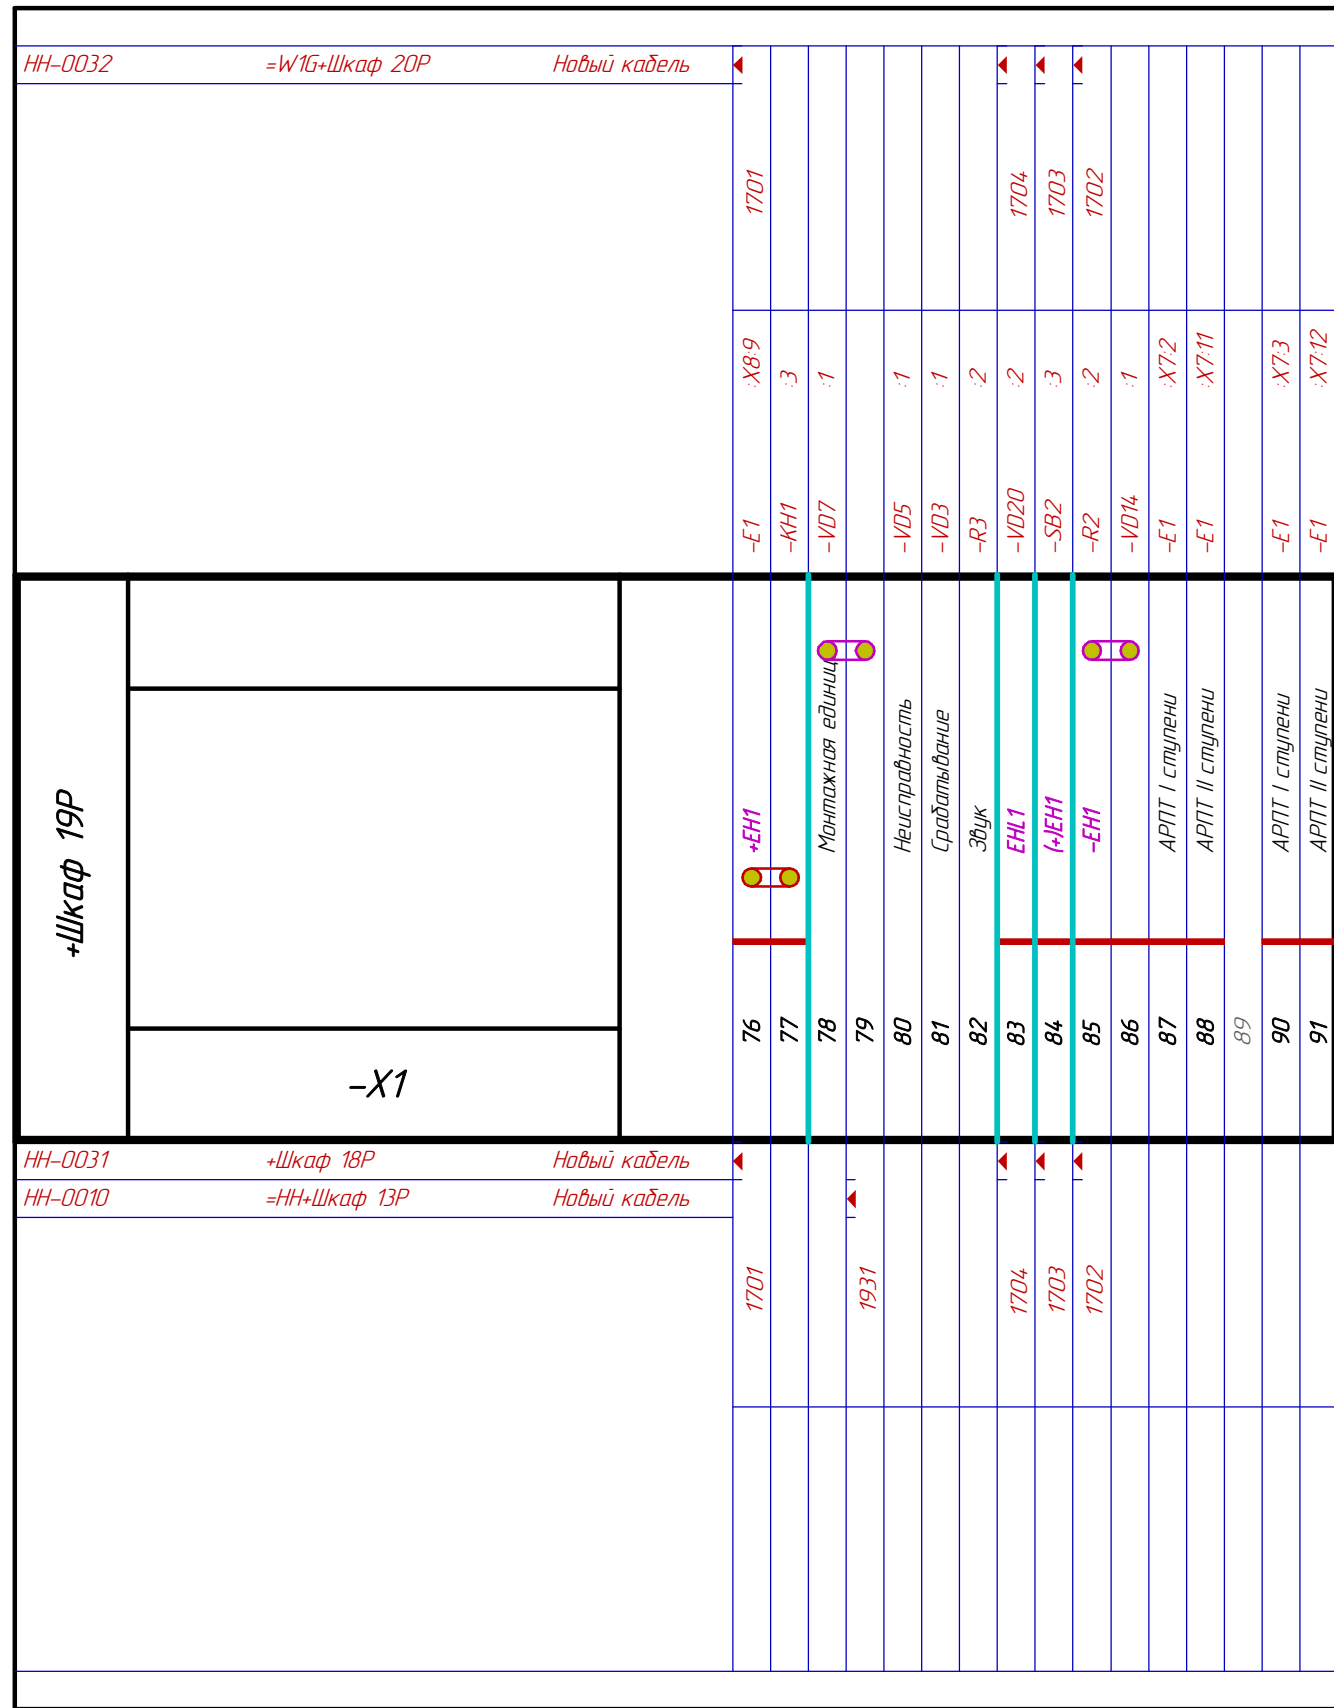 HH-0032 =W1G+Шкаф 20Р Новый кабель
1701
1704
1703
1702
-E1 :X8:9
-KH1 :3
-VD7 :1
-VD5 :1
-VD3 :1
-R3 :2
-VD20 :2
-SB2 :3
-R2 :2
-VD14 :1
-E1 :X7:2
-E1 :X7:11
-E1 :X7:3
-E1 :X7:12
+Шкаф 19Р
-X1
76 +EH1
77
78 Монтажная единиц
79
80 Неисправность
81 Срабатывание
82 Звук
83 EHL1
84 (+)EH1
85 -EH1
86
87 АРПТ I ступени
88 АРПТ II ступени
89
90 АРПТ I ступени
91 АРПТ II ступени
HH-0031 +Шкаф 18Р Новый кабель
HH-0010 =HH+Шкаф 13Р Новый кабель
1701
1931
1704
1703
1702